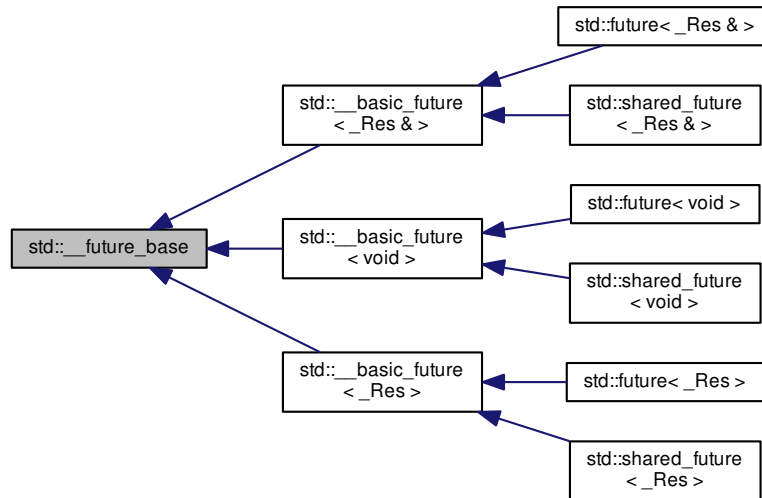 std::future< _Res & >
std::__basic_future
< _Res & >
std::shared_future
< _Res & >
std::future< void >
std::__future_base
std::__basic_future
< void >
std::shared_future
< void >
std::__basic_future
< _Res >
std::future< _Res >
std::shared_future
< _Res >